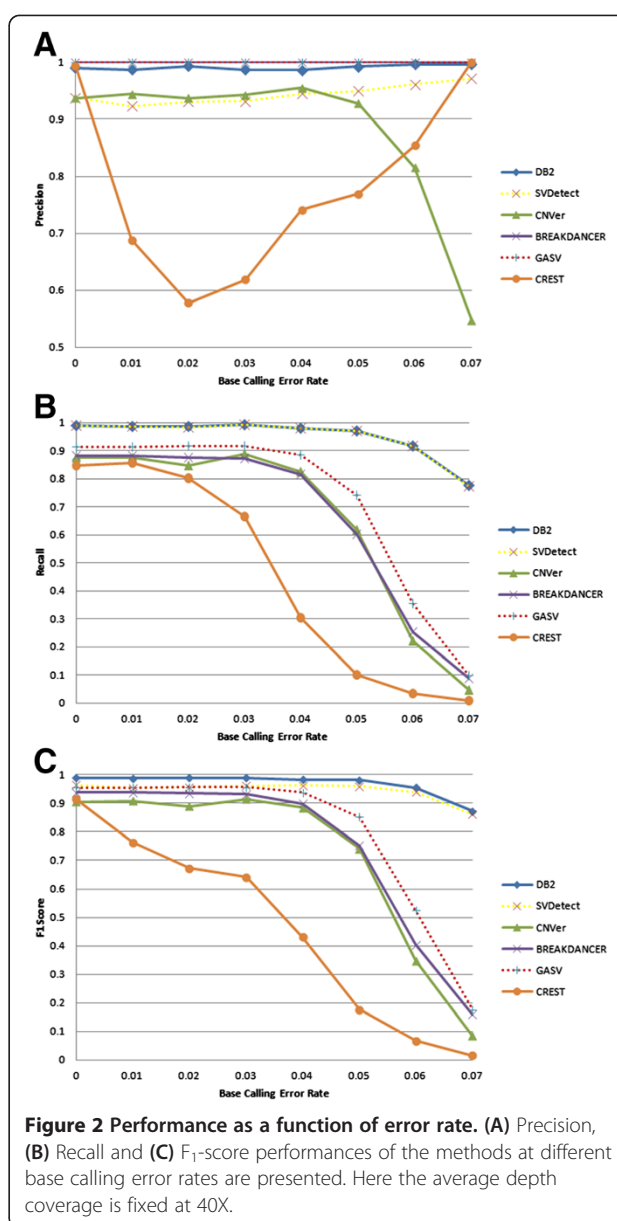 A
1
0.9
0.8
0.7
0.6
0.5
Precision
0 0.01 0.02 0.03 0.04 0.05 0.06 0.07
Base Calling Error Rate
DB2
SVDetect
CNVer
BREAKDANCER
GASV
CREST
B
1
0.9
0.8
0.7
0.6
0.5
0.4
0.3
0.2
0.1
0
Recall
0 0.01 0.02 0.03 0.04 0.05 0.06 0.07
Base Calling Error Rate
DB2
SVDetect
CNVer
BREAKDANCER
GASV
CREST
C
1
0.9
0.8
0.7
0.6
0.5
0.4
0.3
0.2
0.1
0
F1Score
0 0.01 0.02 0.03 0.04 0.05 0.06 0.07
Base Calling Error Rate
DB2
SVDetect
CNVer
BREAKDANCER
GASV
CREST
Figure 2 Performance as a function of error rate. (A) Precision,
(B) Recall and (C) F₁-score performances of the methods at different
base calling error rates are presented. Here the average depth
coverage is fixed at 40X.